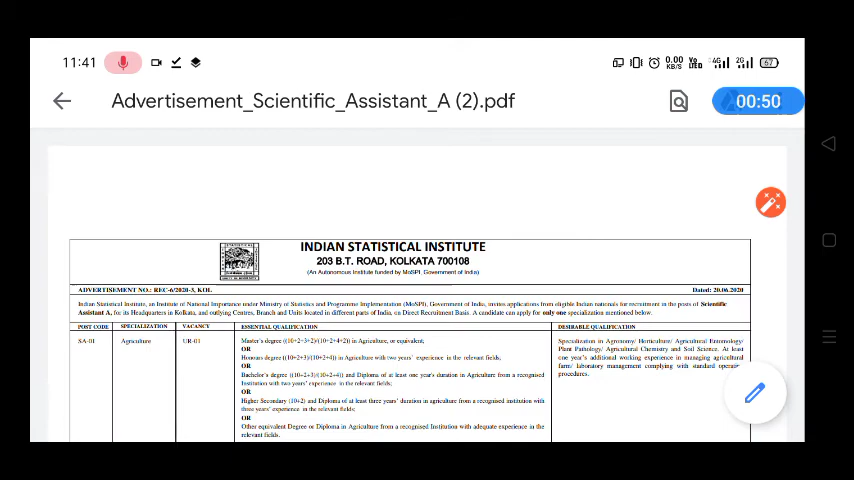 11:41
0.00 KB/S
4G
2G
67
Advertisement_Scientific_Assistant_A (2).pdf
00:50
INDIAN STATISTICAL INSTITUTE
203 B.T. ROAD, KOLKATA 700108
(An Autonomous Institute funded by MoSPI, Government of India)
ADVERTISEMENT NO.: REC-6/2020-3, KOL Dated: 20.06.2020
Indian Statistical Institute, an Institute of National Importance under Ministry of Statistics and Programme Implementation (MoSPI), Government of India, invites applications from eligible Indian nationals for recruitment in the posts of Scientific
Assistant A, for its Headquarters in Kolkata, and outlying Centres, Branch and Units located in different parts of India, on Direct Recruitment Basis. A candidate can apply for only one specialization mentioned below.
POST CODE SPECIALIZATION VACANCY ESSENTIAL QUALIFICATION DESIRABLE QUALIFICATION
SA-01 Agriculture UR-01
Master's degree ((10+2+3+2)/(10+2+4+2)) in Agriculture, or equivalent;
OR
Honours degree ((10+2+3)/(10+2+4)) in Agriculture with two years' experience in the relevant fields;
OR
Bachelor's degree ((10+2+3)/(10+2+4)) and Diploma of at least one year's duration in Agriculture from a recognised
Institution with two years' experience in the relevant fields;
OR
Higher Secondary (10+2) and Diploma of at least three years' duration in agriculture from a recognised institution with
three years' experience in the relevant fields;
OR
Other equivalent Degree or Diploma in Agriculture from a recognised Institution with adequate experience in the
relevant fields.
Specialization in Agronomy/ Horticulture/ Agricultural Entomology/
Plant Pathology/ Agricultural Chemistry and Soil Science. At least
one year's additional working experience in managing agricultural
farm/ laboratory management complying with standard operating
procedures.